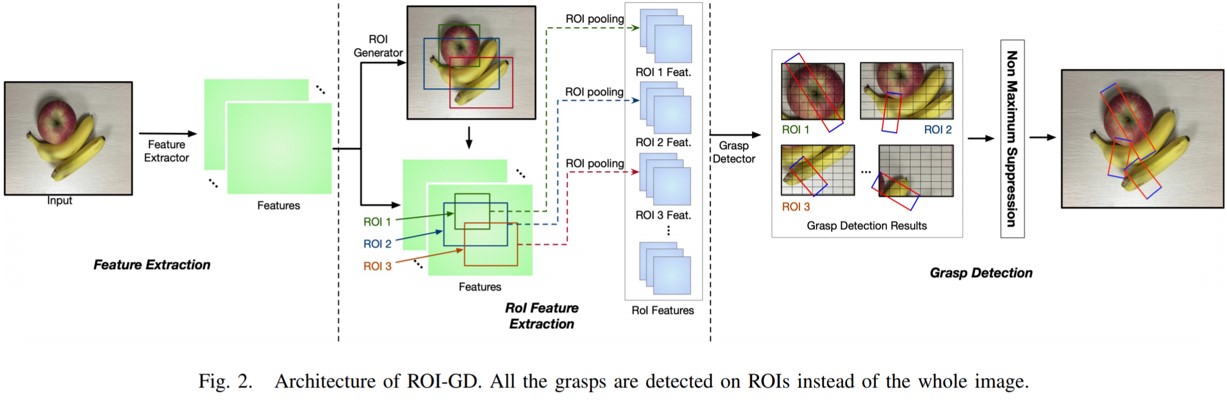 Input
Feature
Extractor
Features
Feature Extraction
ROI
Generator
ROI 1
ROI 2
ROI 3
Features
RoI Feature
Extraction
ROI pooling
ROI pooling
ROI pooling
ROI 1 Feat.
ROI 2 Feat.
ROI 3 Feat.
RoI Features
Grasp
Detector
ROI 1
ROI 2
ROI 3
Grasp Detection Results
Non Maximum Suppression
Grasp Detection
Fig. 2. Architecture of ROI-GD. All the grasps are detected on ROIs instead of the whole image.